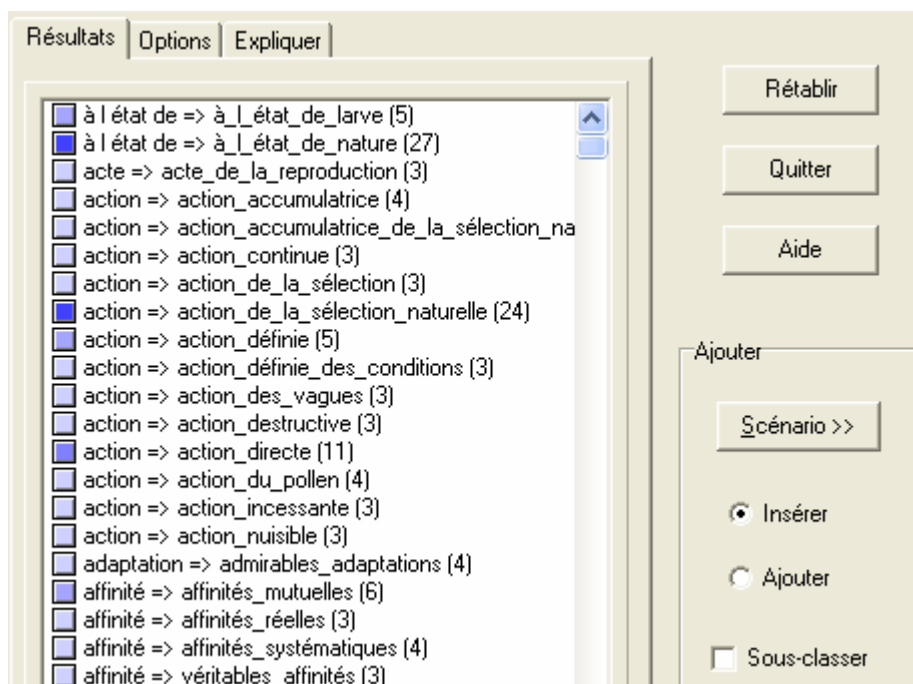 Résultats Options Expliquer
à l état de => à_l_état_de_larve (5)
à l état de => à_l_état_de_nature (27)
acte => acte_de_la_reproduction (3)
action => action_accumulatrice (4)
action => action_accumulatrice_de_la_sélection_na
action => action_continue (3)
action => action_de_la_sélection (3)
action => action_de_la_sélection_naturelle (24)
action => action_définie (5)
action => action_définie_des_conditions (3)
action => action_des_vagues (3)
action => action_destructive (3)
action => action_directe (11)
action => action_du_pollen (4)
action => action_incessante (3)
action => action_nuisible (3)
adaptation => admirables_adaptations (4)
affinité => affinités_mutuelles (6)
affinité => affinités_réelles (3)
affinité => affinités_systématiques (4)
affinité => véritables_affinités (3)
Rétablir
Quitter
Aide
Ajouter
Scénario >>
Insérer
Ajouter
Sous-classer